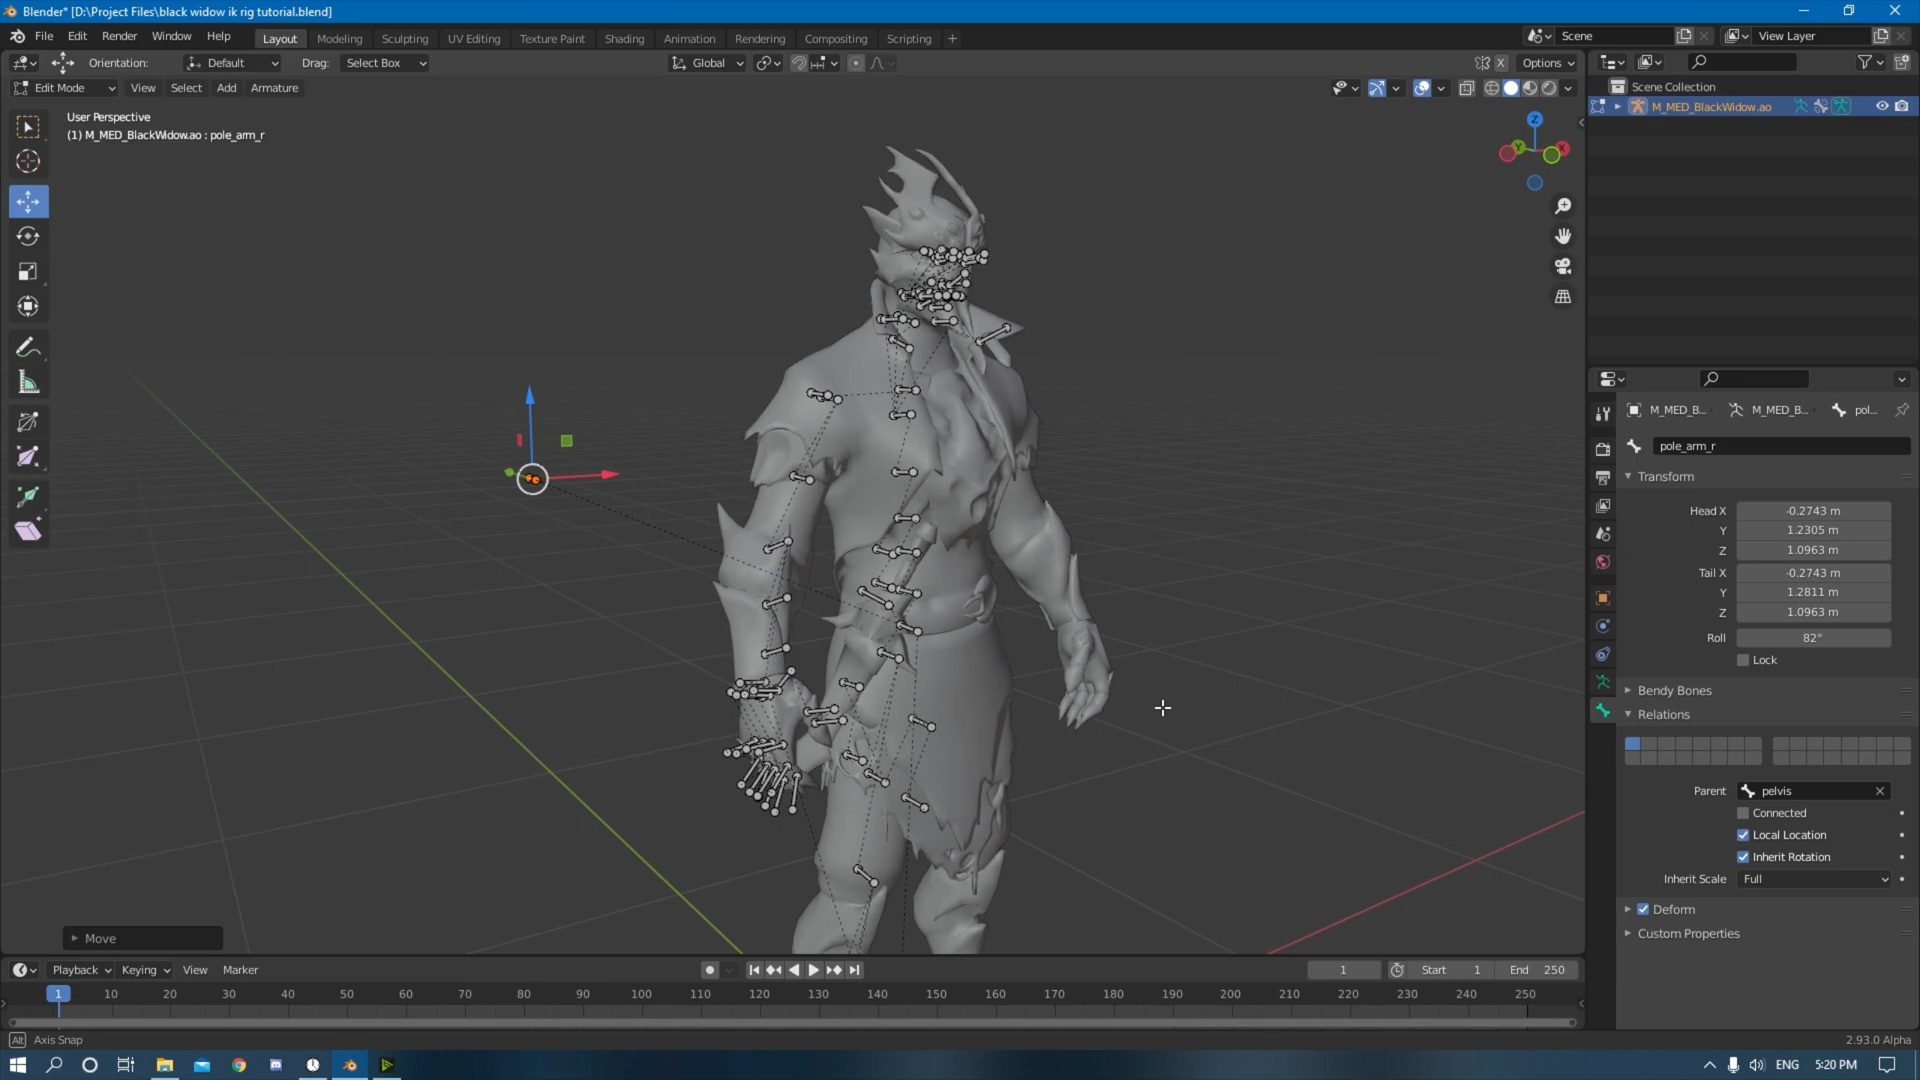 Blender* [D:\Project Files\black widow ik rig tutorial.blend]
File Edit Render Window Help Layout Modeling Sculpting UV Editing Texture Paint Shading Animation Rendering Compositing Scripting + Scene View Layer
Orientation: Default Drag: Select Box Global X Options
Edit Mode View Select Add Armature
Scene Collection
M_MED_BlackWidow.ao
User Perspective
(1) M_MED_BlackWidow.ao : pole_arm_r
Z
Y X
M_MED_B... M_MED_B... pol...
pole_arm_r
Transform
Head X -0.2743 m
Y 1.2305 m
Z 1.0963 m
Tail X -0.2743 m
Y 1.2811 m
Z 1.0963 m
Roll 82°
Lock
Bendy Bones
Relations
Parent pelvis
Connected
Local Location
Inherit Rotation
Inherit Scale Full
Deform
Custom Properties
Move
Playback Keying View Marker 1 Start 1 End 250
1 10 20 30 40 50 60 70 80 90 100 110 120 130 140 150 160 170 180 190 200 210 220 230 240 250
Alt Axis Snap 2.93.0 Alpha
ENG 5:20 PM